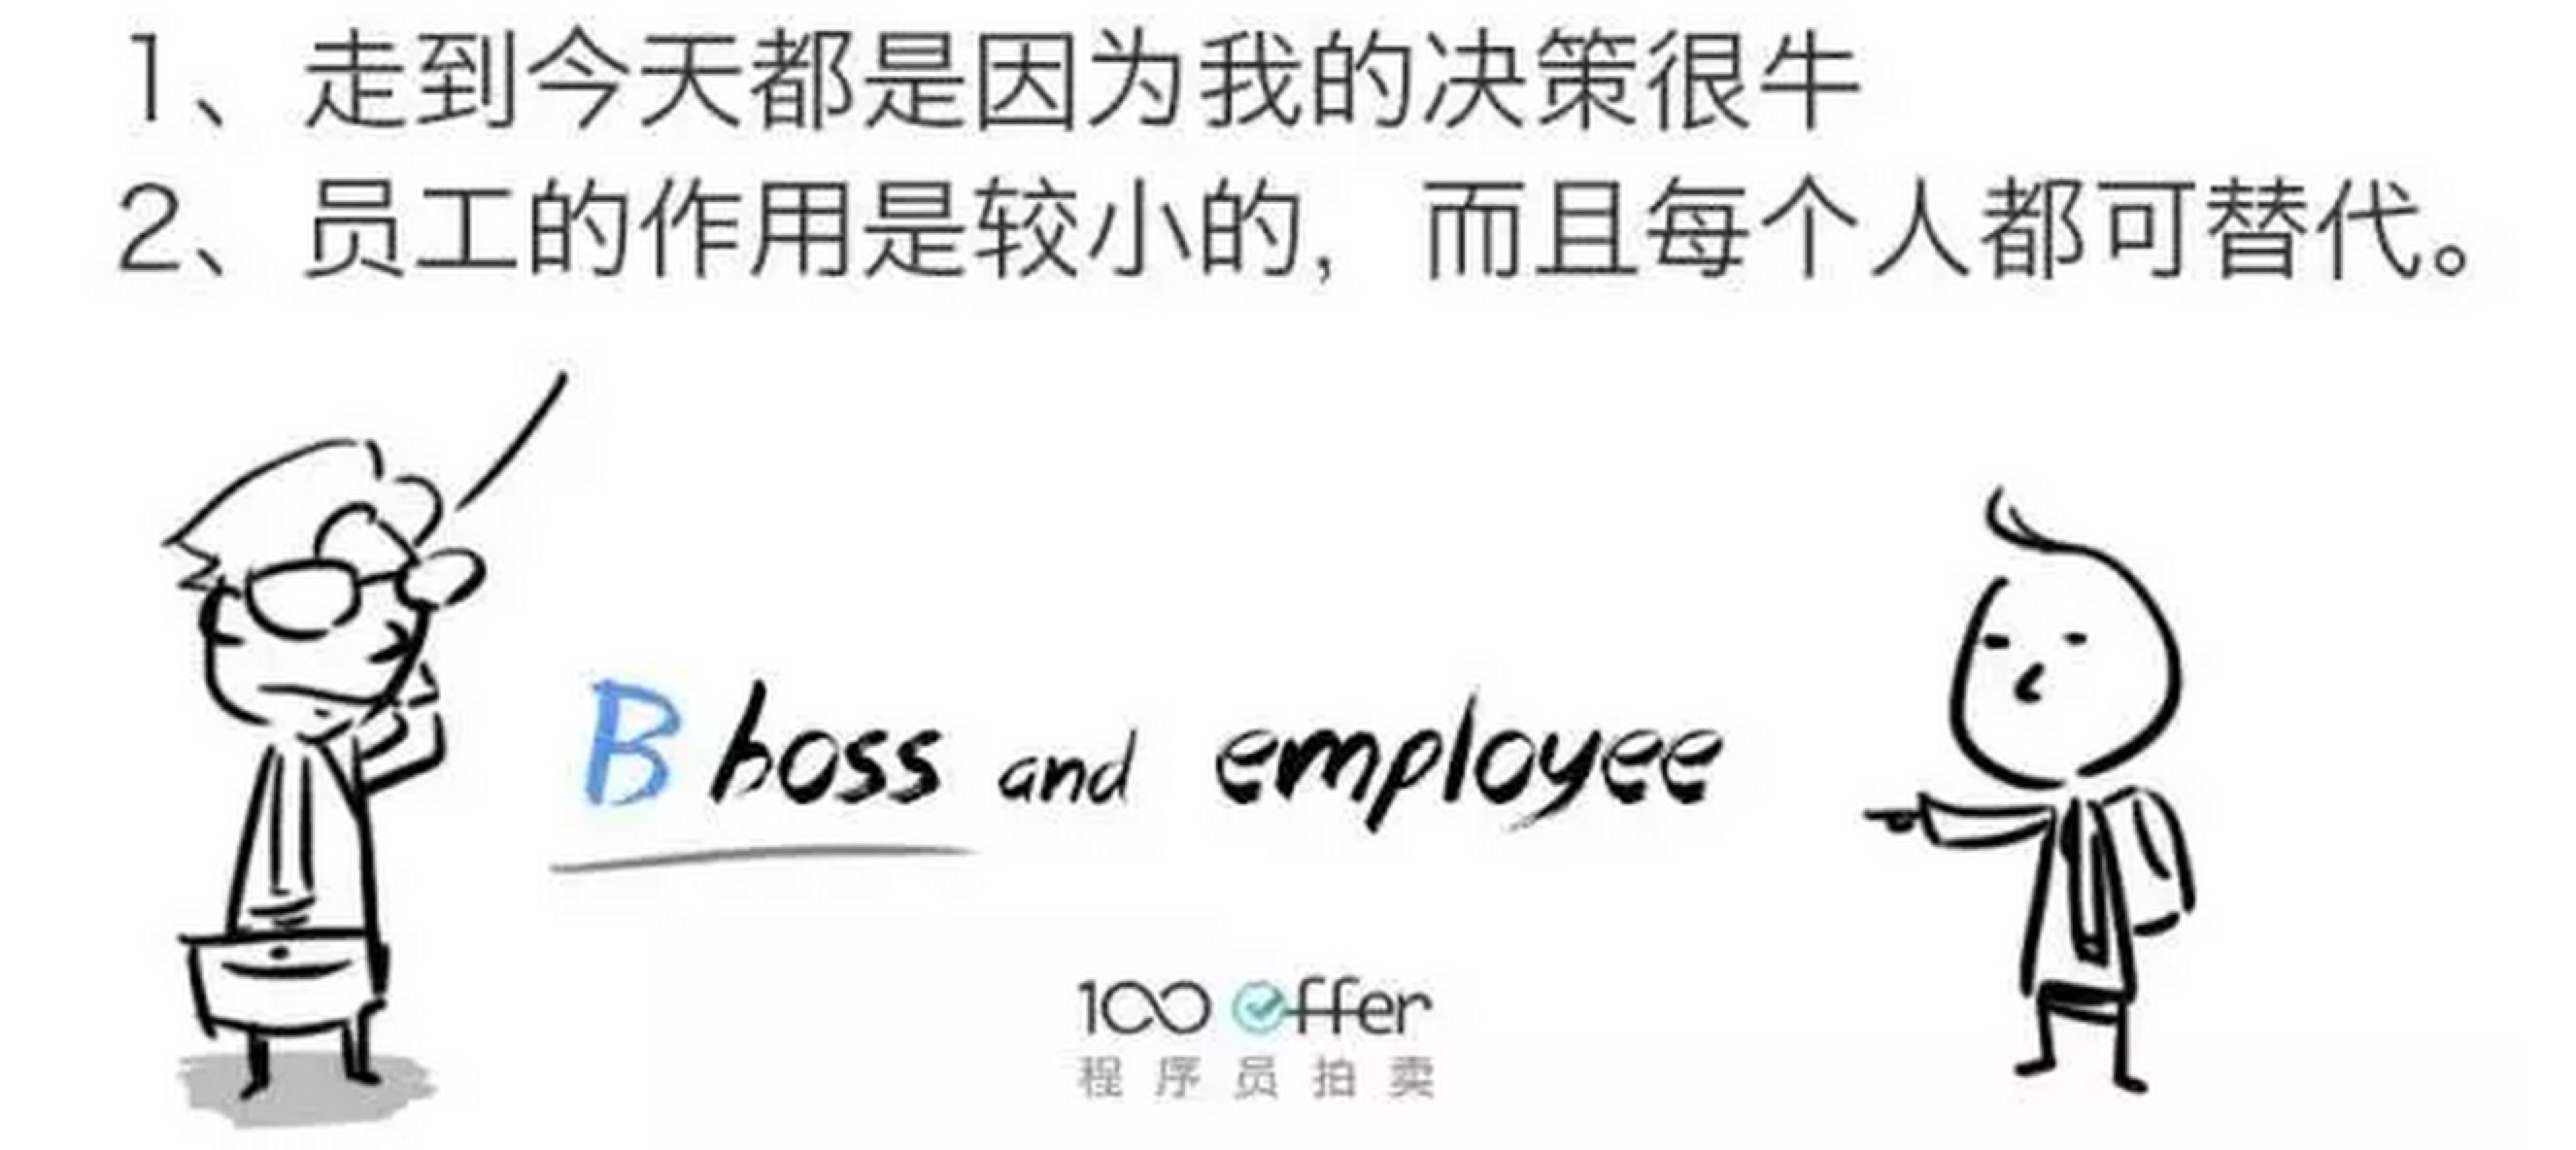 1、走到今天都是因为我的决策很牛
2、员工的作用是较小的，而且每个人都可替代。
B boss and employee
100 offer
程序员拍卖